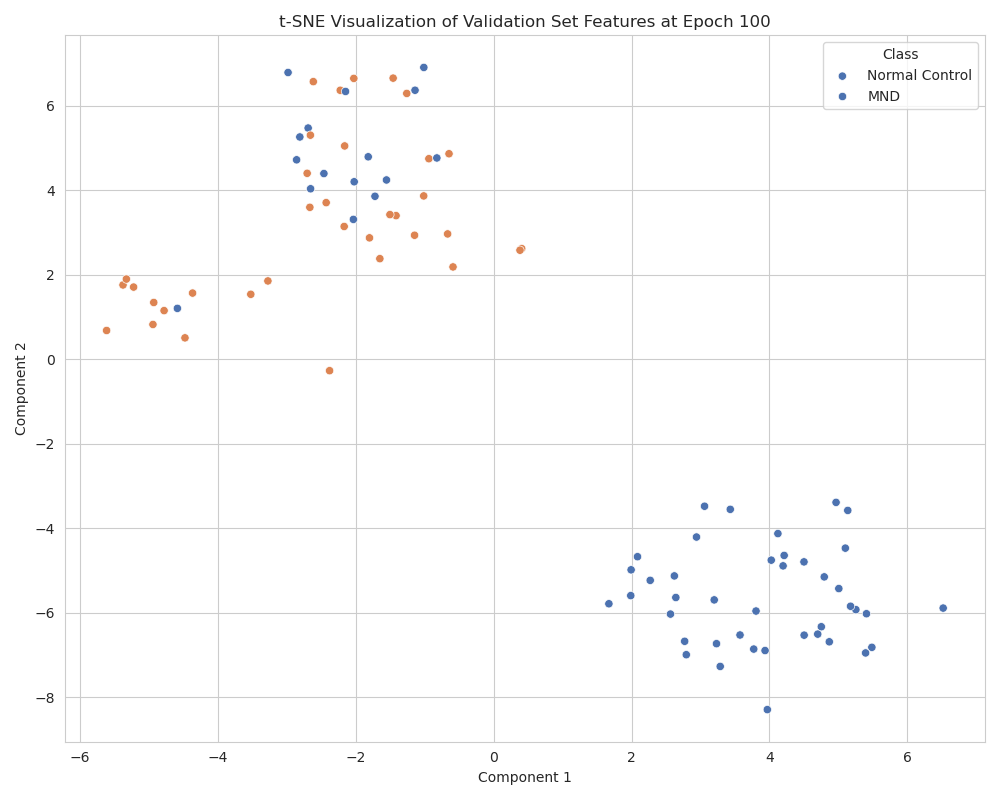 t-SNE Visualization of Validation Set Features at Epoch 100
Class
Normal Control
MND
6
4
2
0
−2
−4
−6
−8
Component 2
−6
−4
−2
0
2
4
6
Component 1